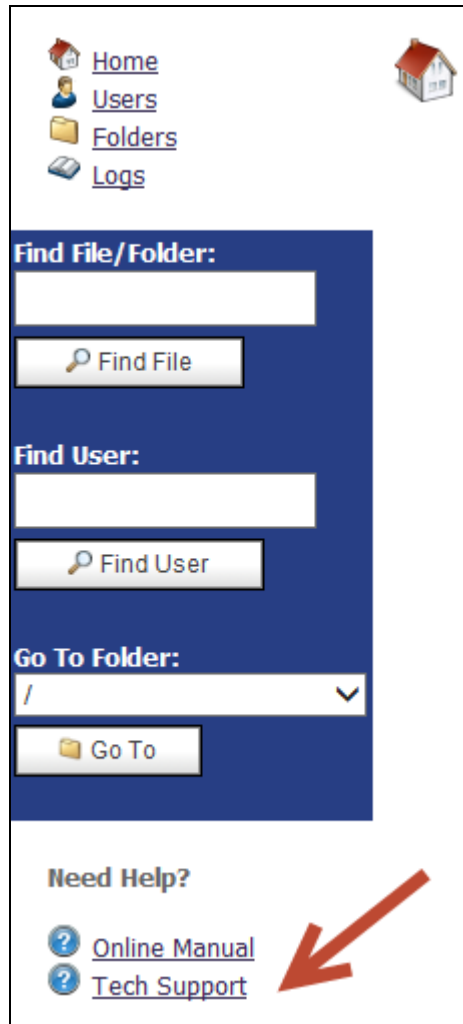 Home
Users
Folders
Logs
Find File/Folder:
Find File
Find User:
Find User
Go To Folder:
/
Go To
Need Help?
Online Manual
Tech Support